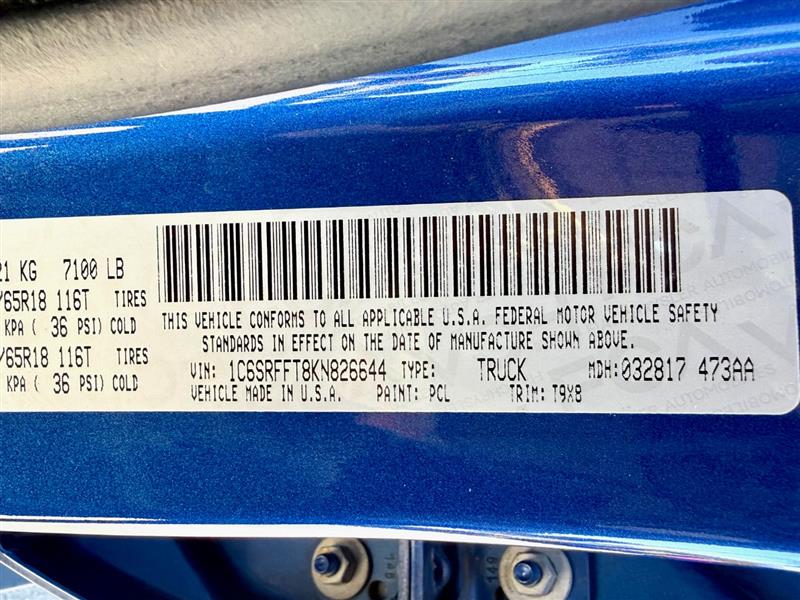 21 KG 7100 LB
/65R18 116T TIRES
KPA ( 36 PSI) COLD
/65R18 116T TIRES
KPA ( 36 PSI) COLD
THIS VEHICLE CONFORMS TO ALL APPLICABLE U.S.A. FEDERAL MOTOR VEHICLE SAFETY
STANDARDS IN EFFECT ON THE DATE OF MANUFACTURE SHOWN ABOVE.
VIN: 1C6SRFFT8KN826644 TYPE: TRUCK MDH: 032817 473AA
VEHICLE MADE IN U.S.A. PAINT: PCL TRIM: T9X8
149